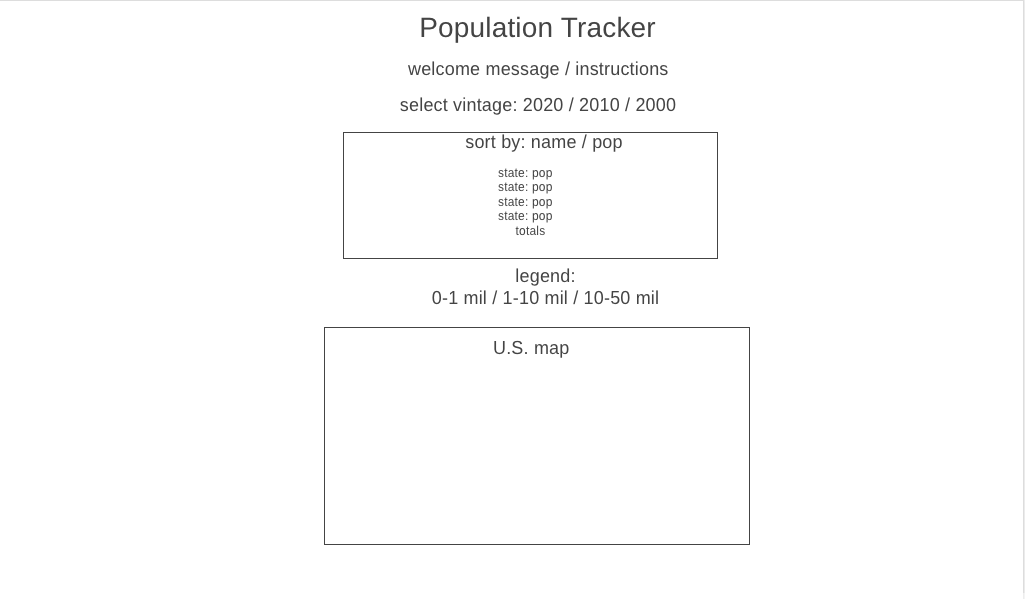 Population Tracker
welcome message / instructions
select vintage: 2020 / 2010 / 2000
sort by: name / pop
state: pop
state: pop
state: pop
state: pop
totals
legend:
0-1 mil / 1-10 mil / 10-50 mil
U.S. map